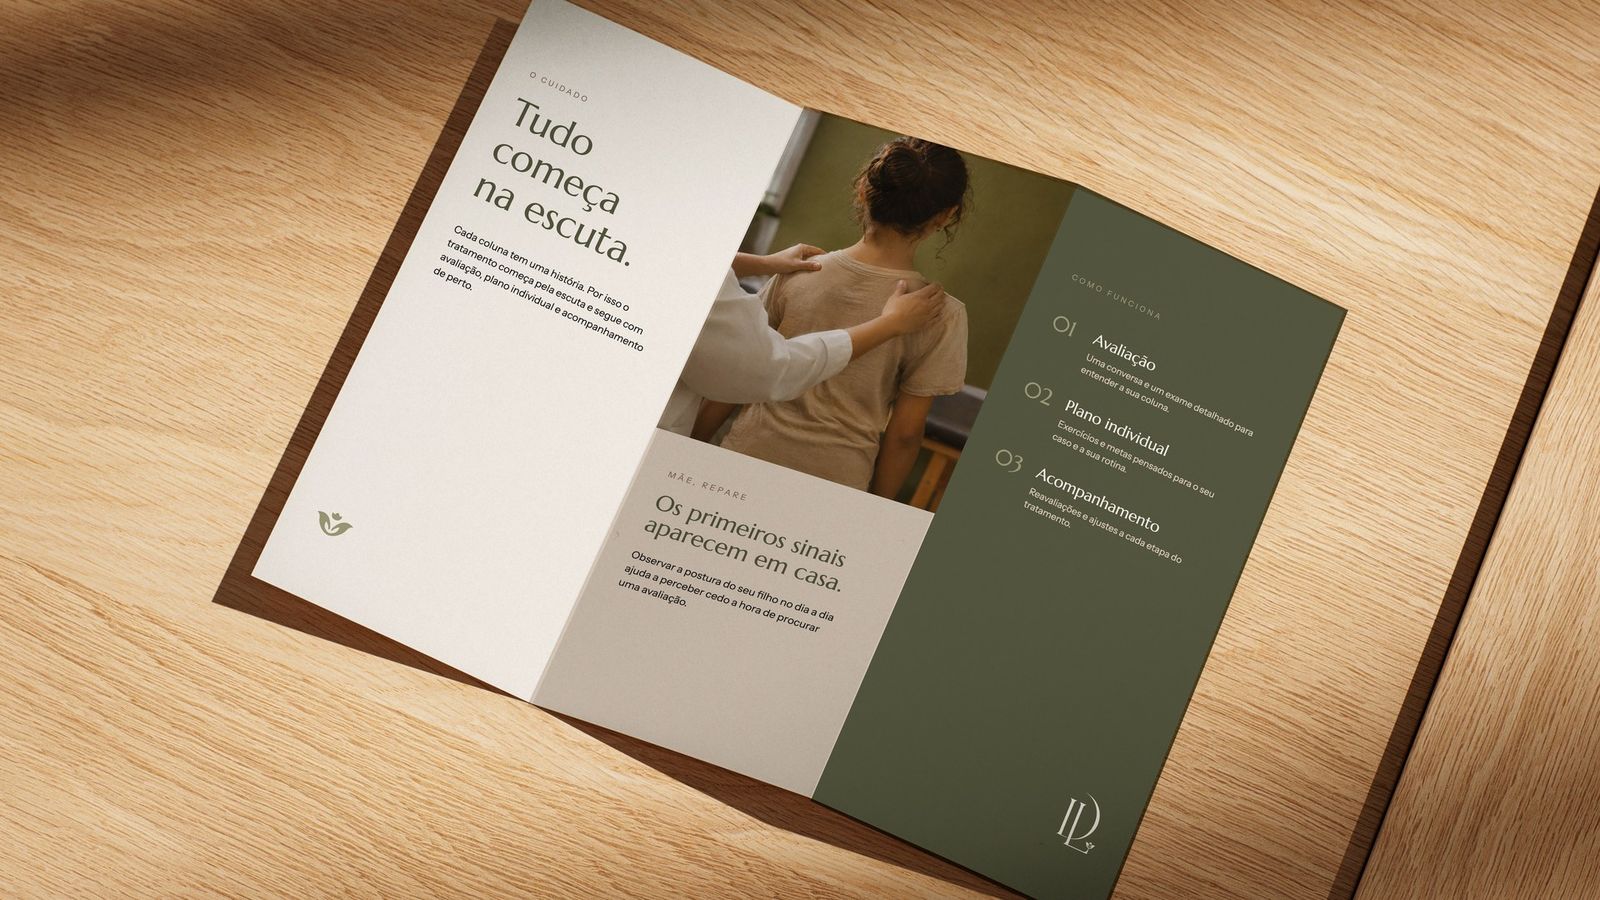 O CUIDADO
Tudo
começa
na escuta.
Cada coluna tem uma história. Por isso o
tratamento começa pela escuta e segue com
avaliação, plano individual e acompanhamento
de perto.
MÃE, REPARE
Os primeiros sinais
aparecem em casa.
Observar a postura do seu filho no dia a dia
ajuda a perceber cedo a hora de procurar
uma avaliação.
COMO FUNCIONA
01 Avaliação
Uma conversa e um exame detalhado para
entender a sua coluna.
02 Plano individual
Exercícios e metas pensados para o seu
caso e a sua rotina.
03 Acompanhamento
Reavaliações e ajustes a cada etapa do
tratamento.